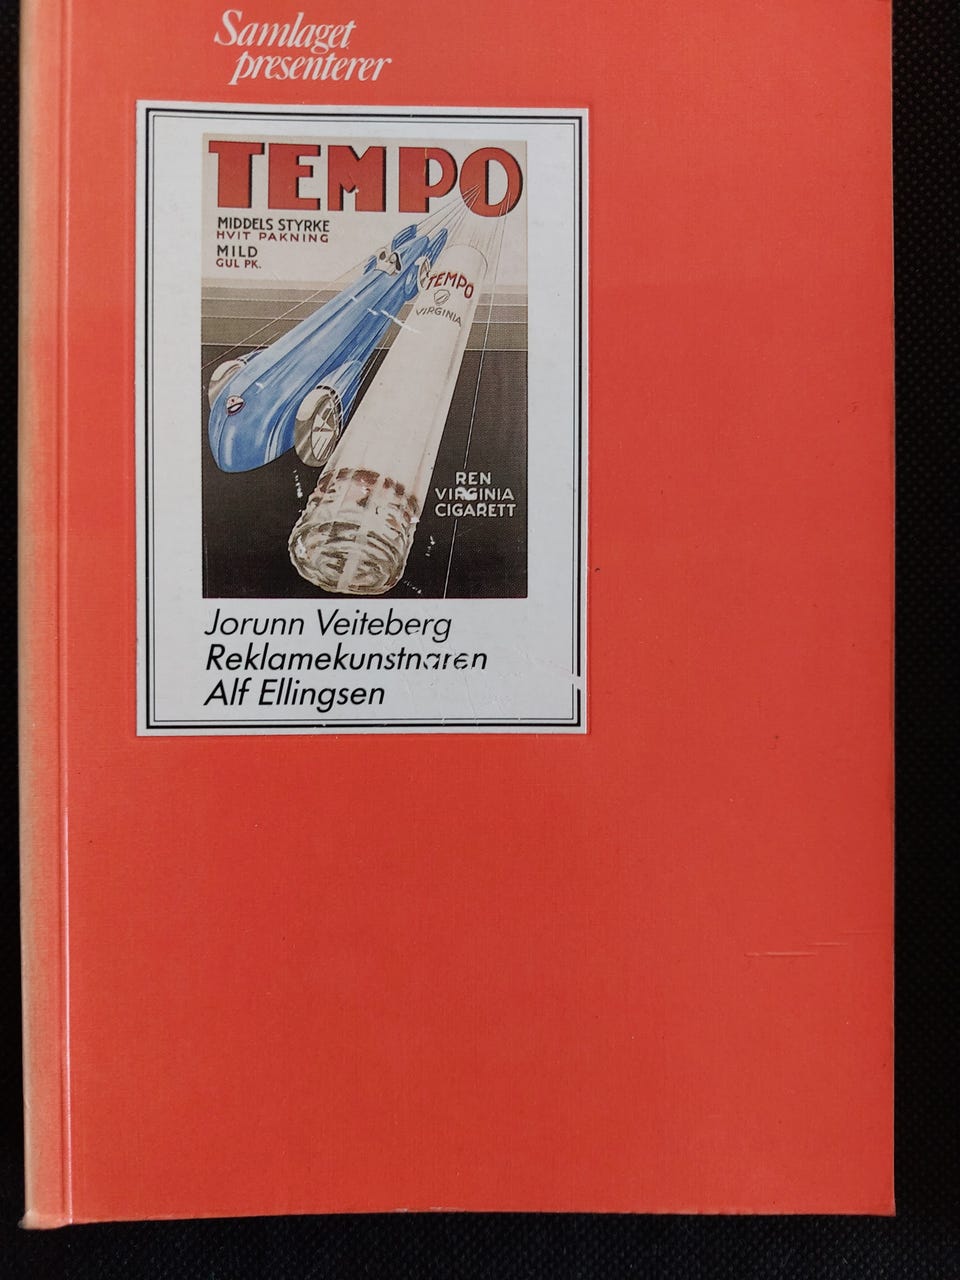 Samlaget
presenterer
TEMPO
MIDDELS STYRKE
HVIT PAKNING
MILD
GUL PK.
TEMPO
VIRGINIA
REN
VIRGINIA
CIGARETT
Jorunn Veiteberg
Reklamekunstnaren
Alf Ellingsen